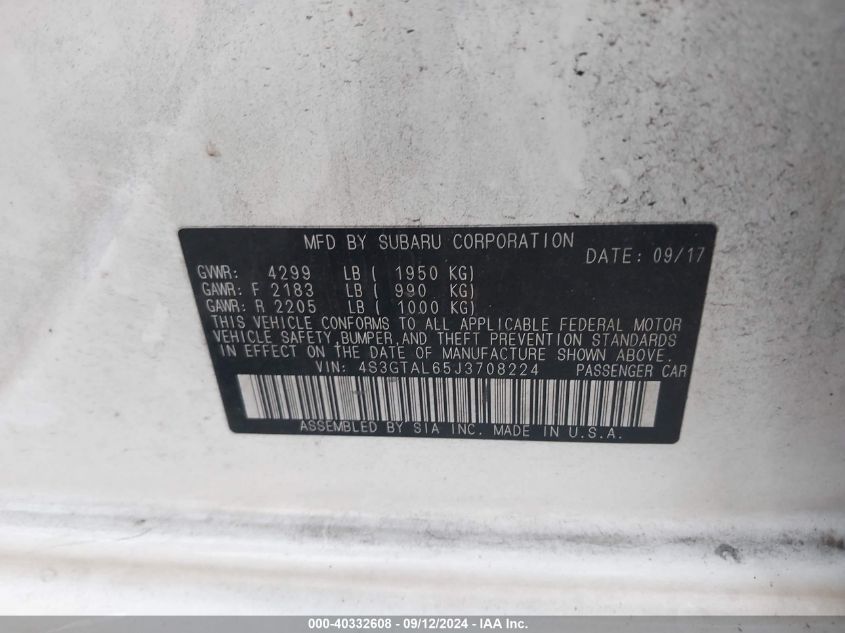 MFD BY SUBARU CORPORATION
DATE: 09/17
GVWR: 4299 LB ( 1950 KG)
GAWR: F 2183 LB ( 990 KG)
GAWR: R 2205 LB ( 1000 KG)
THIS VEHICLE CONFORMS TO ALL APPLICABLE FEDERAL MOTOR
VEHICLE SAFETY,BUMPER,AND THEFT PREVENTION STANDARDS
IN EFFECT ON THE DATE OF MANUFACTURE SHOWN ABOVE.
VIN: 4S3GTAL65J3708224 PASSENGER CAR
ASSEMBLED BY SIA INC. MADE IN U.S.A.
000-40332608 - 09/12/2024 - IAA Inc.